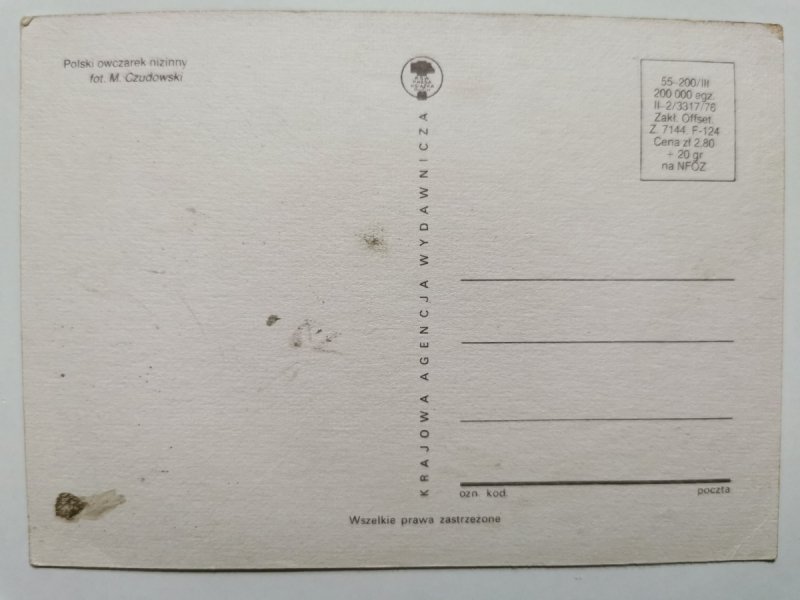 Polski owczarek nizinny
fot. M. Czudowski
KRAJOWA AGENCJA WYDAWNICZA
55-200/III
200 000 egz.
II-2/3317/76
Zakł. Offset.
Z. 7144. F-124
Cena zł 2,80
+ 20 gr
na NFOZ
ozn. kod.
poczta
Wszelkie prawa zastrzeżone